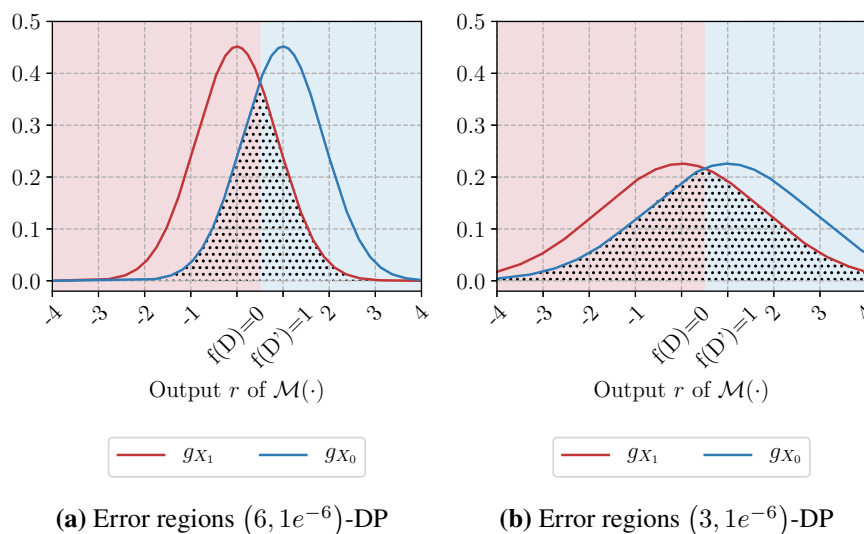 0.5
0.4
0.3
0.2
0.1
0.0
-4
-3
-2
-1
f(D)=0
f(D')=1
2
3
4
Output r of M(·)
g_{X_1} g_{X_0}
(a) Error regions (6, 1e^{-6})-DP
0.5
0.4
0.3
0.2
0.1
0.0
-4
-3
-2
-1
f(D)=0
f(D')=1
2
3
4
Output r of M(·)
g_{X_1} g_{X_0}
(b) Error regions (3, 1e^{-6})-DP